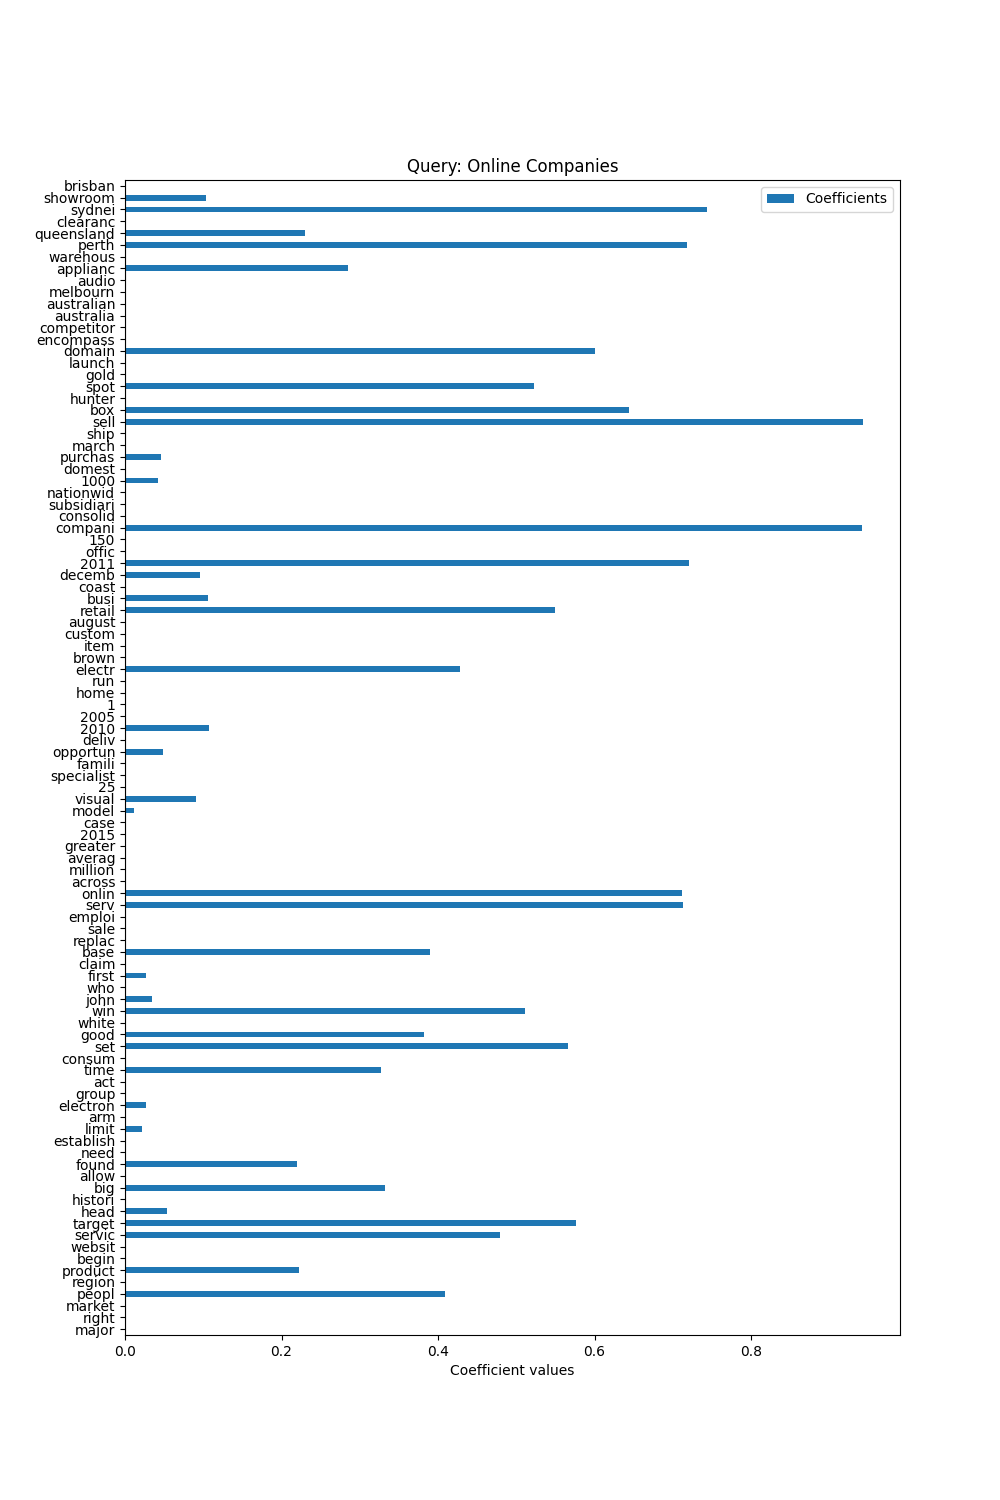 Query: Online Companies
Coefficients
brisban
showroom
sydnei
clearanc
queensland
perth
warehous
applianc
audio
melbourn
australian
australia
competitor
encompass
domain
launch
gold
spot
hunter
box
sell
ship
march
purchas
domest
1000
nationwid
subsidiari
consolid
compani
150
offic
2011
decemb
coast
busi
retail
august
custom
item
brown
electr
run
home
1
2005
2010
deliv
opportun
famili
specialist
25
visual
model
case
2015
greater
averag
million
across
onlin
serv
emploi
sale
replac
base
claim
first
who
john
win
white
good
set
consum
time
act
group
electron
arm
limit
establish
need
found
allow
big
histori
head
target
servic
websit
begin
product
region
peopl
market
right
major
0.0 0.2 0.4 0.6 0.8
Coefficient values